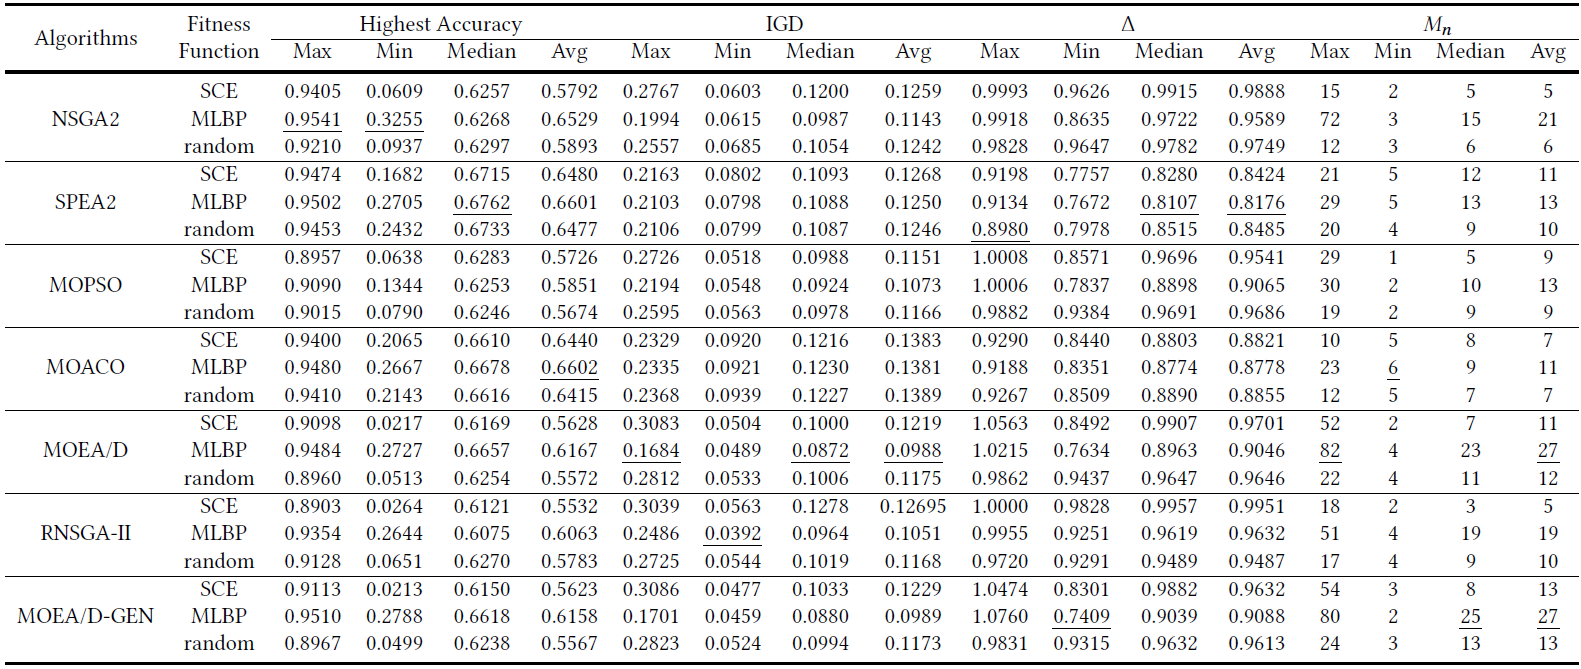 Algorithms Fitness Function Highest Accuracy IGD Δ Mn
Max Min Median Avg Max Min Median Avg Max Min Median Avg Max Min Median Avg
NSGA2 SCE 0.9405 0.0609 0.6257 0.5792 0.2767 0.0603 0.1200 0.1259 0.9993 0.9626 0.9915 0.9888 15 2 5 5
MLBP 0.9541 0.3255 0.6268 0.6529 0.1994 0.0615 0.0987 0.1143 0.9918 0.8635 0.9722 0.9589 72 3 15 21
random 0.9210 0.0937 0.6297 0.5893 0.2557 0.0685 0.1054 0.1242 0.9828 0.9647 0.9782 0.9749 12 3 6 6
SPEA2 SCE 0.9474 0.1682 0.6715 0.6480 0.2163 0.0802 0.1093 0.1268 0.9198 0.7757 0.8280 0.8424 21 5 12 11
MLBP 0.9502 0.2705 0.6762 0.6601 0.2103 0.0798 0.1088 0.1250 0.9134 0.7672 0.8107 0.8176 29 5 13 13
random 0.9453 0.2432 0.6733 0.6477 0.2106 0.0799 0.1087 0.1246 0.8980 0.7978 0.8515 0.8485 20 4 9 10
MOPSO SCE 0.8957 0.0638 0.6283 0.5726 0.2726 0.0518 0.0988 0.1151 1.0008 0.8571 0.9696 0.9541 29 1 5 9
MLBP 0.9090 0.1344 0.6253 0.5851 0.2194 0.0548 0.0924 0.1073 1.0006 0.7837 0.8898 0.9065 30 2 10 13
random 0.9015 0.0790 0.6246 0.5674 0.2595 0.0563 0.0978 0.1166 0.9882 0.9384 0.9691 0.9686 19 2 9 9
MOACO SCE 0.9400 0.2065 0.6610 0.6440 0.2329 0.0920 0.1216 0.1383 0.9290 0.8440 0.8803 0.8821 10 5 8 7
MLBP 0.9480 0.2667 0.6678 0.6602 0.2335 0.0921 0.1230 0.1381 0.9188 0.8351 0.8774 0.8778 23 6 9 11
random 0.9410 0.2143 0.6616 0.6415 0.2368 0.0939 0.1227 0.1389 0.9267 0.8509 0.8890 0.8855 12 5 7 7
MOEA/D SCE 0.9098 0.0217 0.6169 0.5628 0.3083 0.0504 0.1000 0.1219 1.0563 0.8492 0.9907 0.9701 52 2 7 11
MLBP 0.9484 0.2727 0.6657 0.6167 0.1684 0.0489 0.0872 0.0988 1.0215 0.7634 0.8963 0.9046 82 4 23 27
random 0.8960 0.0513 0.6254 0.5572 0.2812 0.0533 0.1006 0.1175 0.9862 0.9437 0.9647 0.9646 22 4 11 12
RNSGA-II SCE 0.8903 0.0264 0.6121 0.5532 0.3039 0.0563 0.1278 0.12695 1.0000 0.9828 0.9957 0.9951 18 2 3 5
MLBP 0.9354 0.2644 0.6075 0.6063 0.2486 0.0392 0.0964 0.1051 0.9955 0.9251 0.9619 0.9632 51 4 19 19
random 0.9128 0.0651 0.6270 0.5783 0.2725 0.0544 0.1019 0.1168 0.9720 0.9291 0.9489 0.9487 17 4 9 10
MOEA/D-GEN SCE 0.9113 0.0213 0.6150 0.5623 0.3086 0.0477 0.1033 0.1229 1.0474 0.8301 0.9882 0.9632 54 3 8 13
MLBP 0.9510 0.2788 0.6618 0.6158 0.1701 0.0459 0.0880 0.0989 1.0760 0.7409 0.9039 0.9088 80 2 25 27
random 0.8967 0.0499 0.6238 0.5567 0.2823 0.0524 0.0994 0.1173 0.9831 0.9315 0.9632 0.9613 24 3 13 13